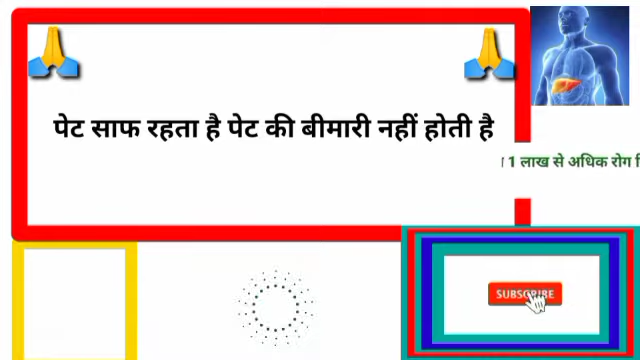 पेट साफ रहता है पेट की बीमारी नहीं होती है
1 लाख से अधिक रोग
SUBSCRIBE